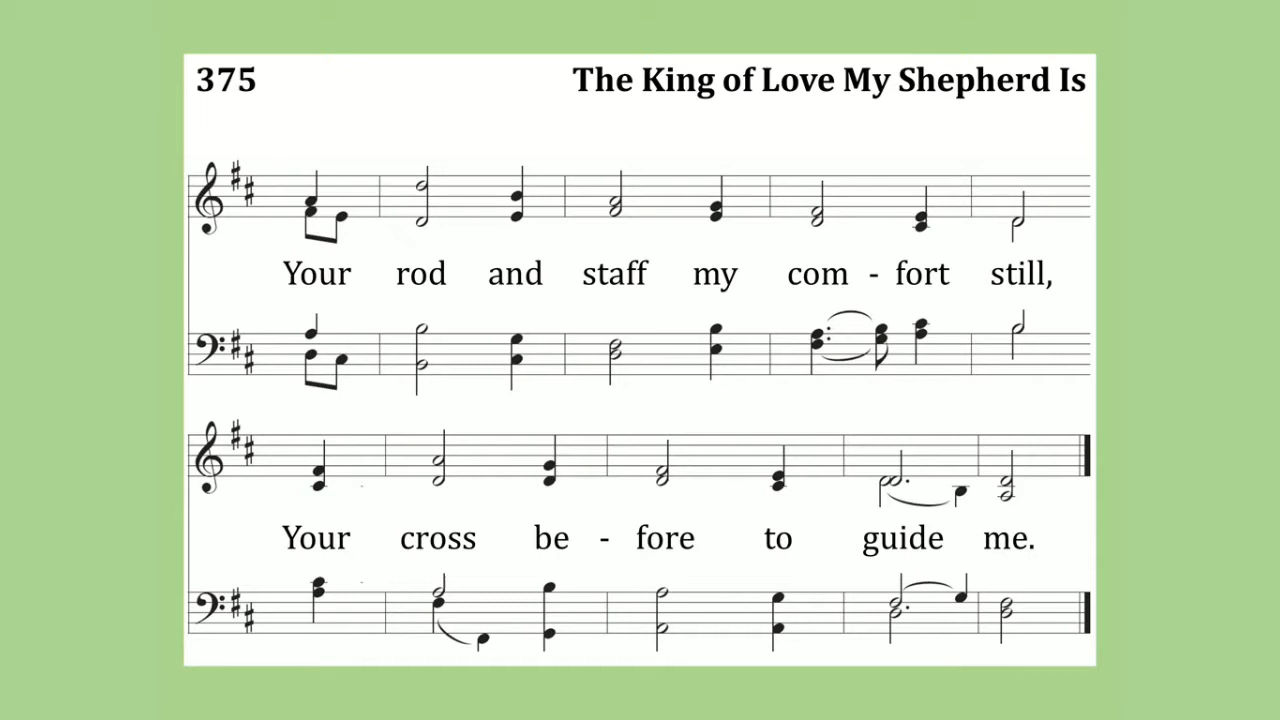 375 The King of Love My Shepherd Is
Your rod and staff my com - fort still,
Your cross be - fore to guide me.